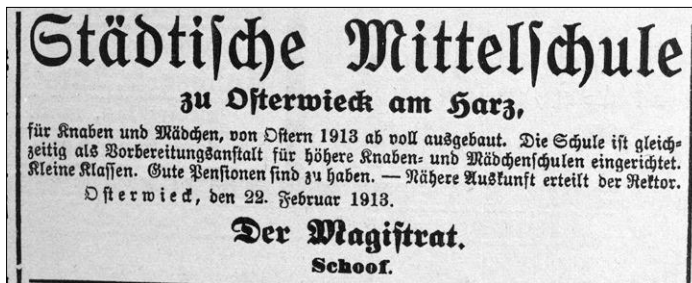 Städtische Mittelschule
zu Osterwieck am Harz,
für Knaben und Mädchen, von Ostern 1913 ab voll ausgebaut. Die Schule ist gleich-
zeitig als Vorbereitungsanstalt für höhere Knaben- und Mädchenschulen eingerichtet.
Kleine Klassen. Gute Pensionen sind zu haben. — Nähere Auskunft erteilt der Rektor.
Osterwieck, den 22. Februar 1913.
Der Magistrat.
Schoof.